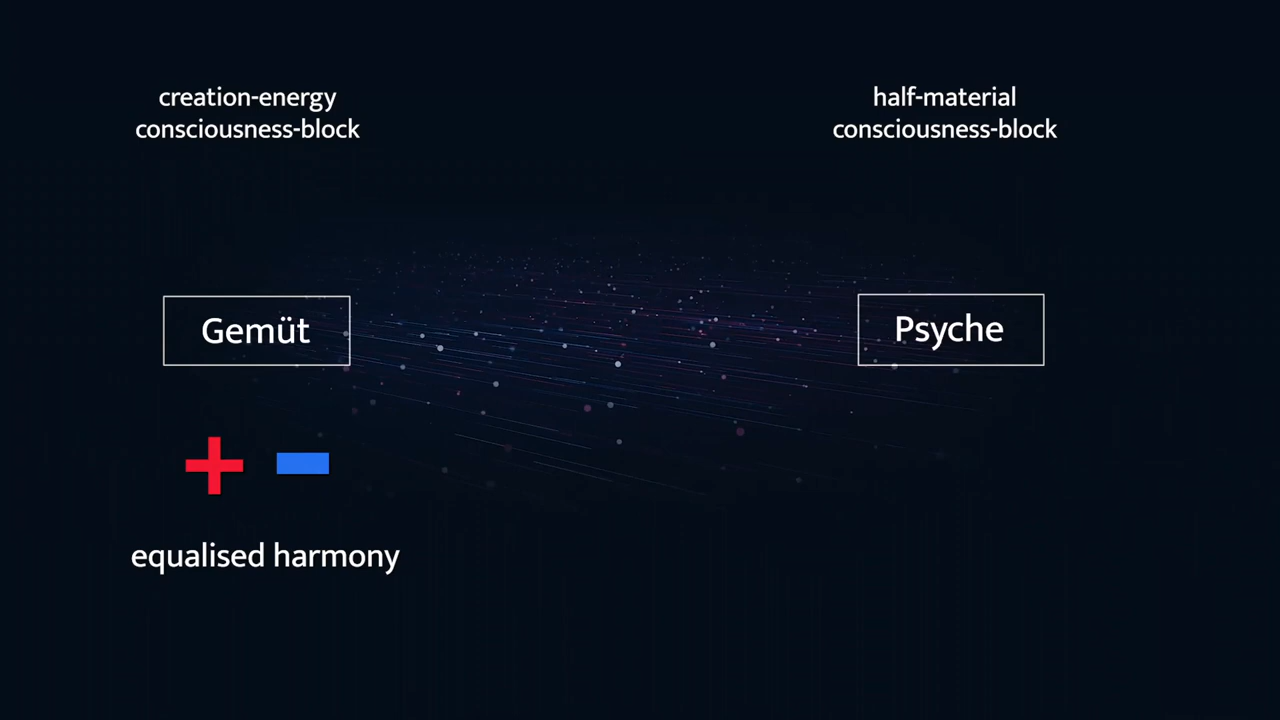 creation-energy
consciousness-block
half-material
consciousness-block
Gemüt
Psyche
equalised harmony